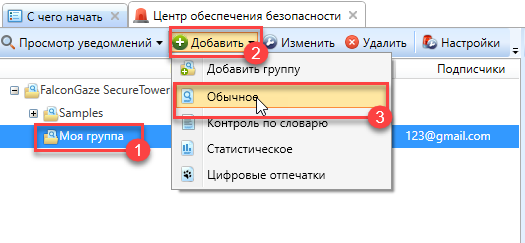 С чего начать
Центр обеспечения безопасности
Просмотр уведомлений Добавить Изменить Удалить Настройки
2
Добавить группу Подписчики
FalconGaze SecureTower
Обычное
3
Samples
Контроль по словарю
Моя группа 123@gmail.com
1
Статистическое
Цифровые отпечатки